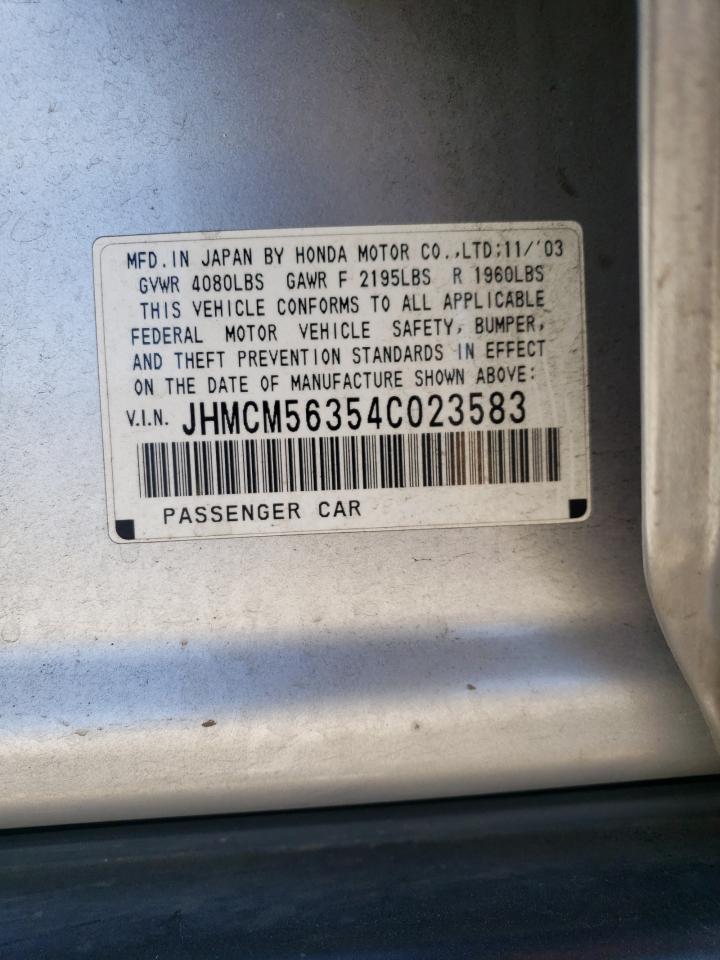 MFD.IN JAPAN BY HONDA MOTOR CO.,LTD:11/'03
GVWR 4080LBS GAWR F 2195LBS R 1960LBS
THIS VEHICLE CONFORMS TO ALL APPLICABLE
FEDERAL MOTOR VEHICLE SAFETY, BUMPER,
AND THEFT PREVENTION STANDARDS IN EFFECT
ON THE DATE OF MANUFACTURE SHOWN ABOVE:
V.I.N. JHMCM56354C023583
PASSENGER CAR